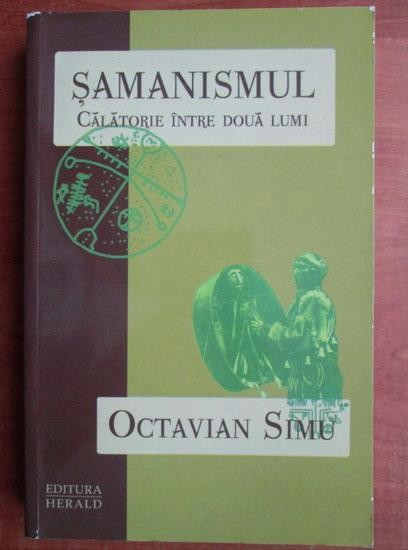 ȘAMANISMUL
CĂLĂTORIE ÎNTRE DOUĂ LUMI
OCTAVIAN SIMU
EDITURA
HERALD